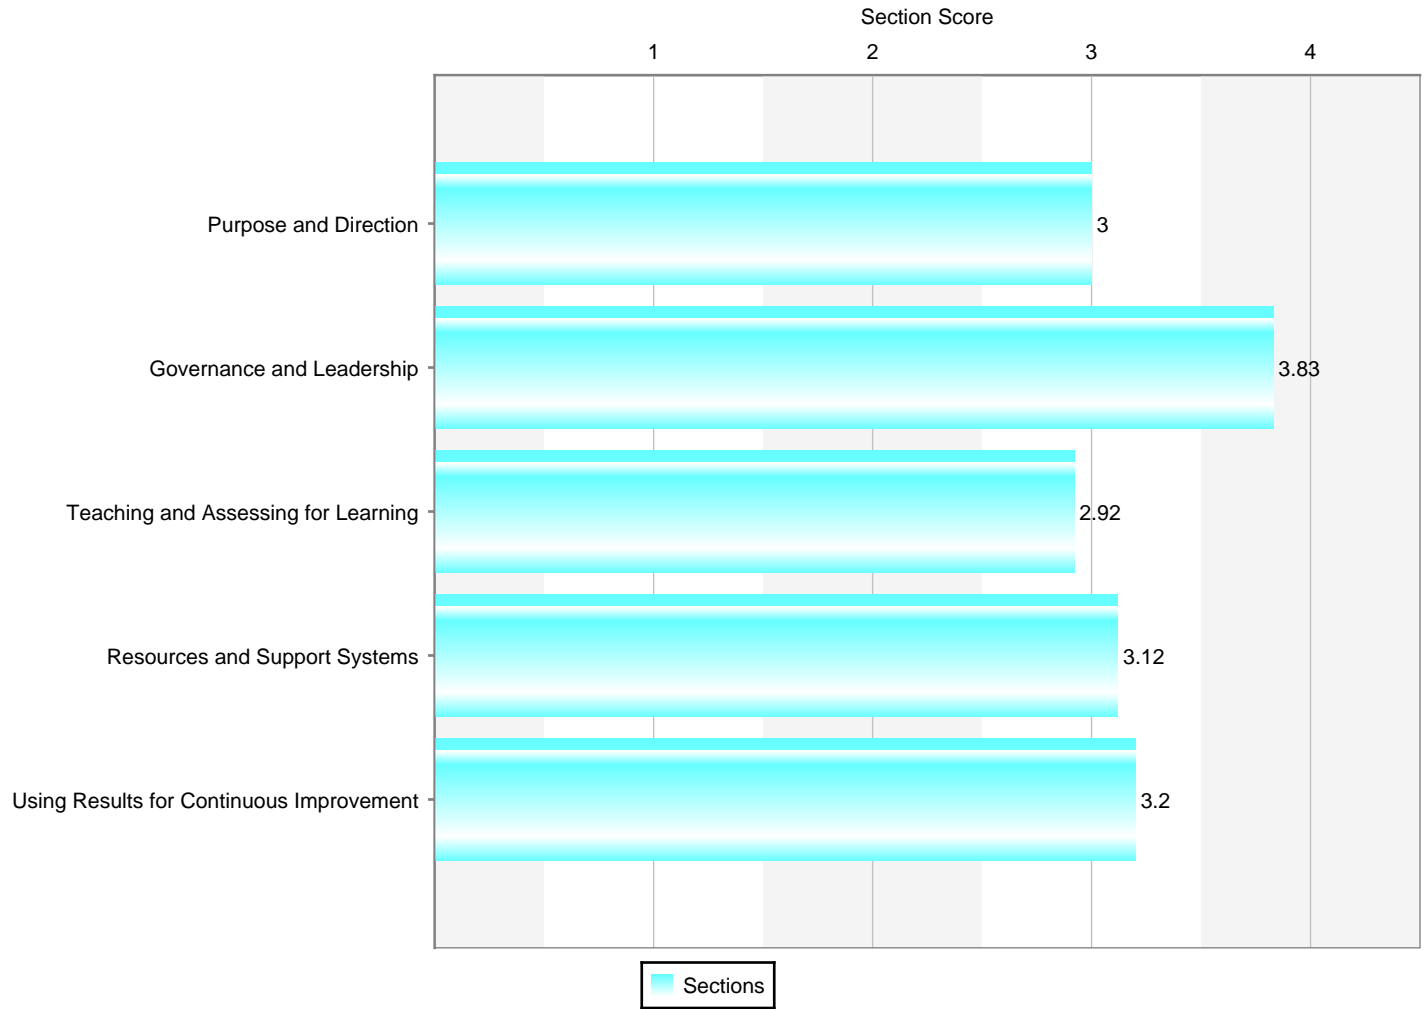 Section Score
1 2 3 4
Purpose and Direction 3
Governance and Leadership 3.83
Teaching and Assessing for Learning 2.92
Resources and Support Systems 3.12
Using Results for Continuous Improvement 3.2
Sections